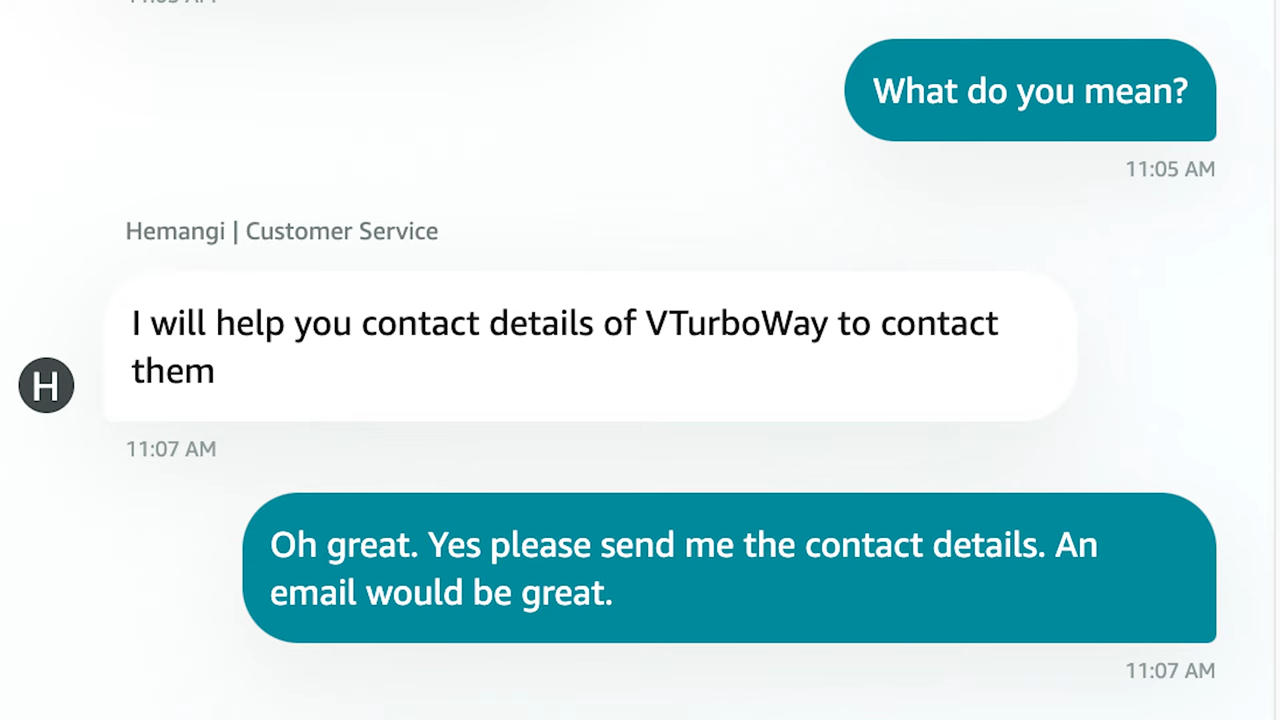 What do you mean?
11:05 AM
Hemangi | Customer Service
I will help you contact details of VTurboWay to contact
them
H
11:07 AM
Oh great. Yes please send me the contact details. An
email would be great.
11:07 AM